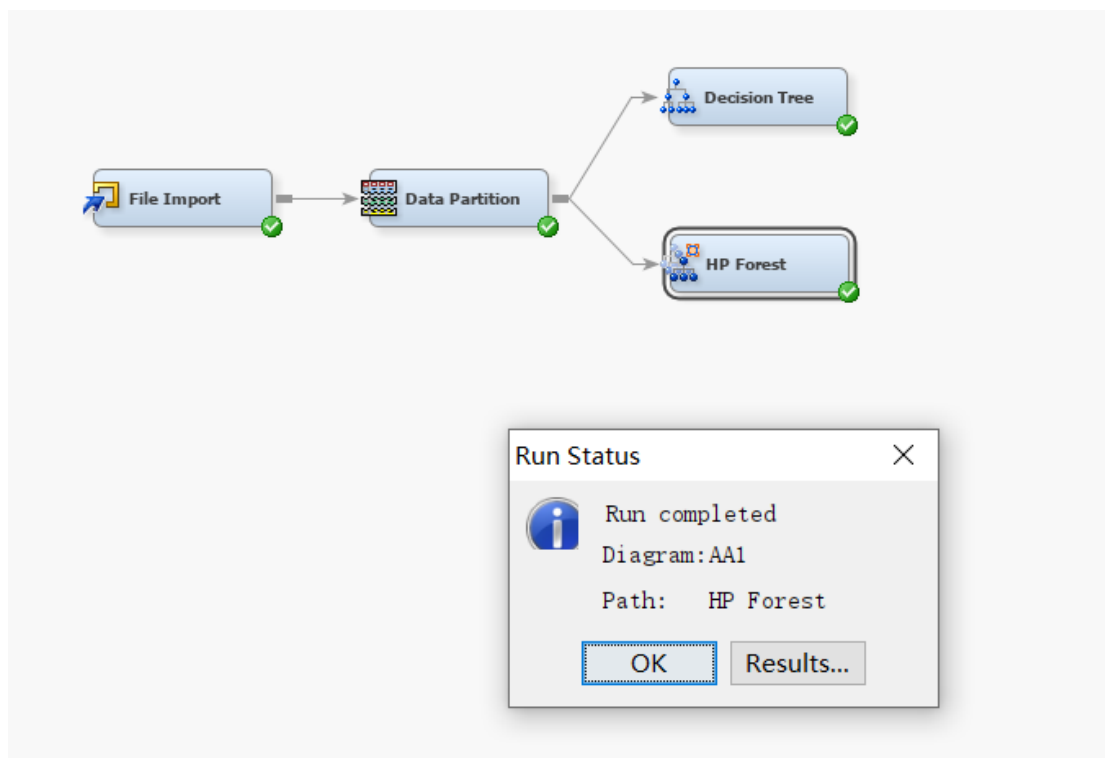 Decision Tree
File Import
Data Partition
HP Forest
Run Status
Run completed
Diagram:AA1
Path: HP Forest
OK
Results...